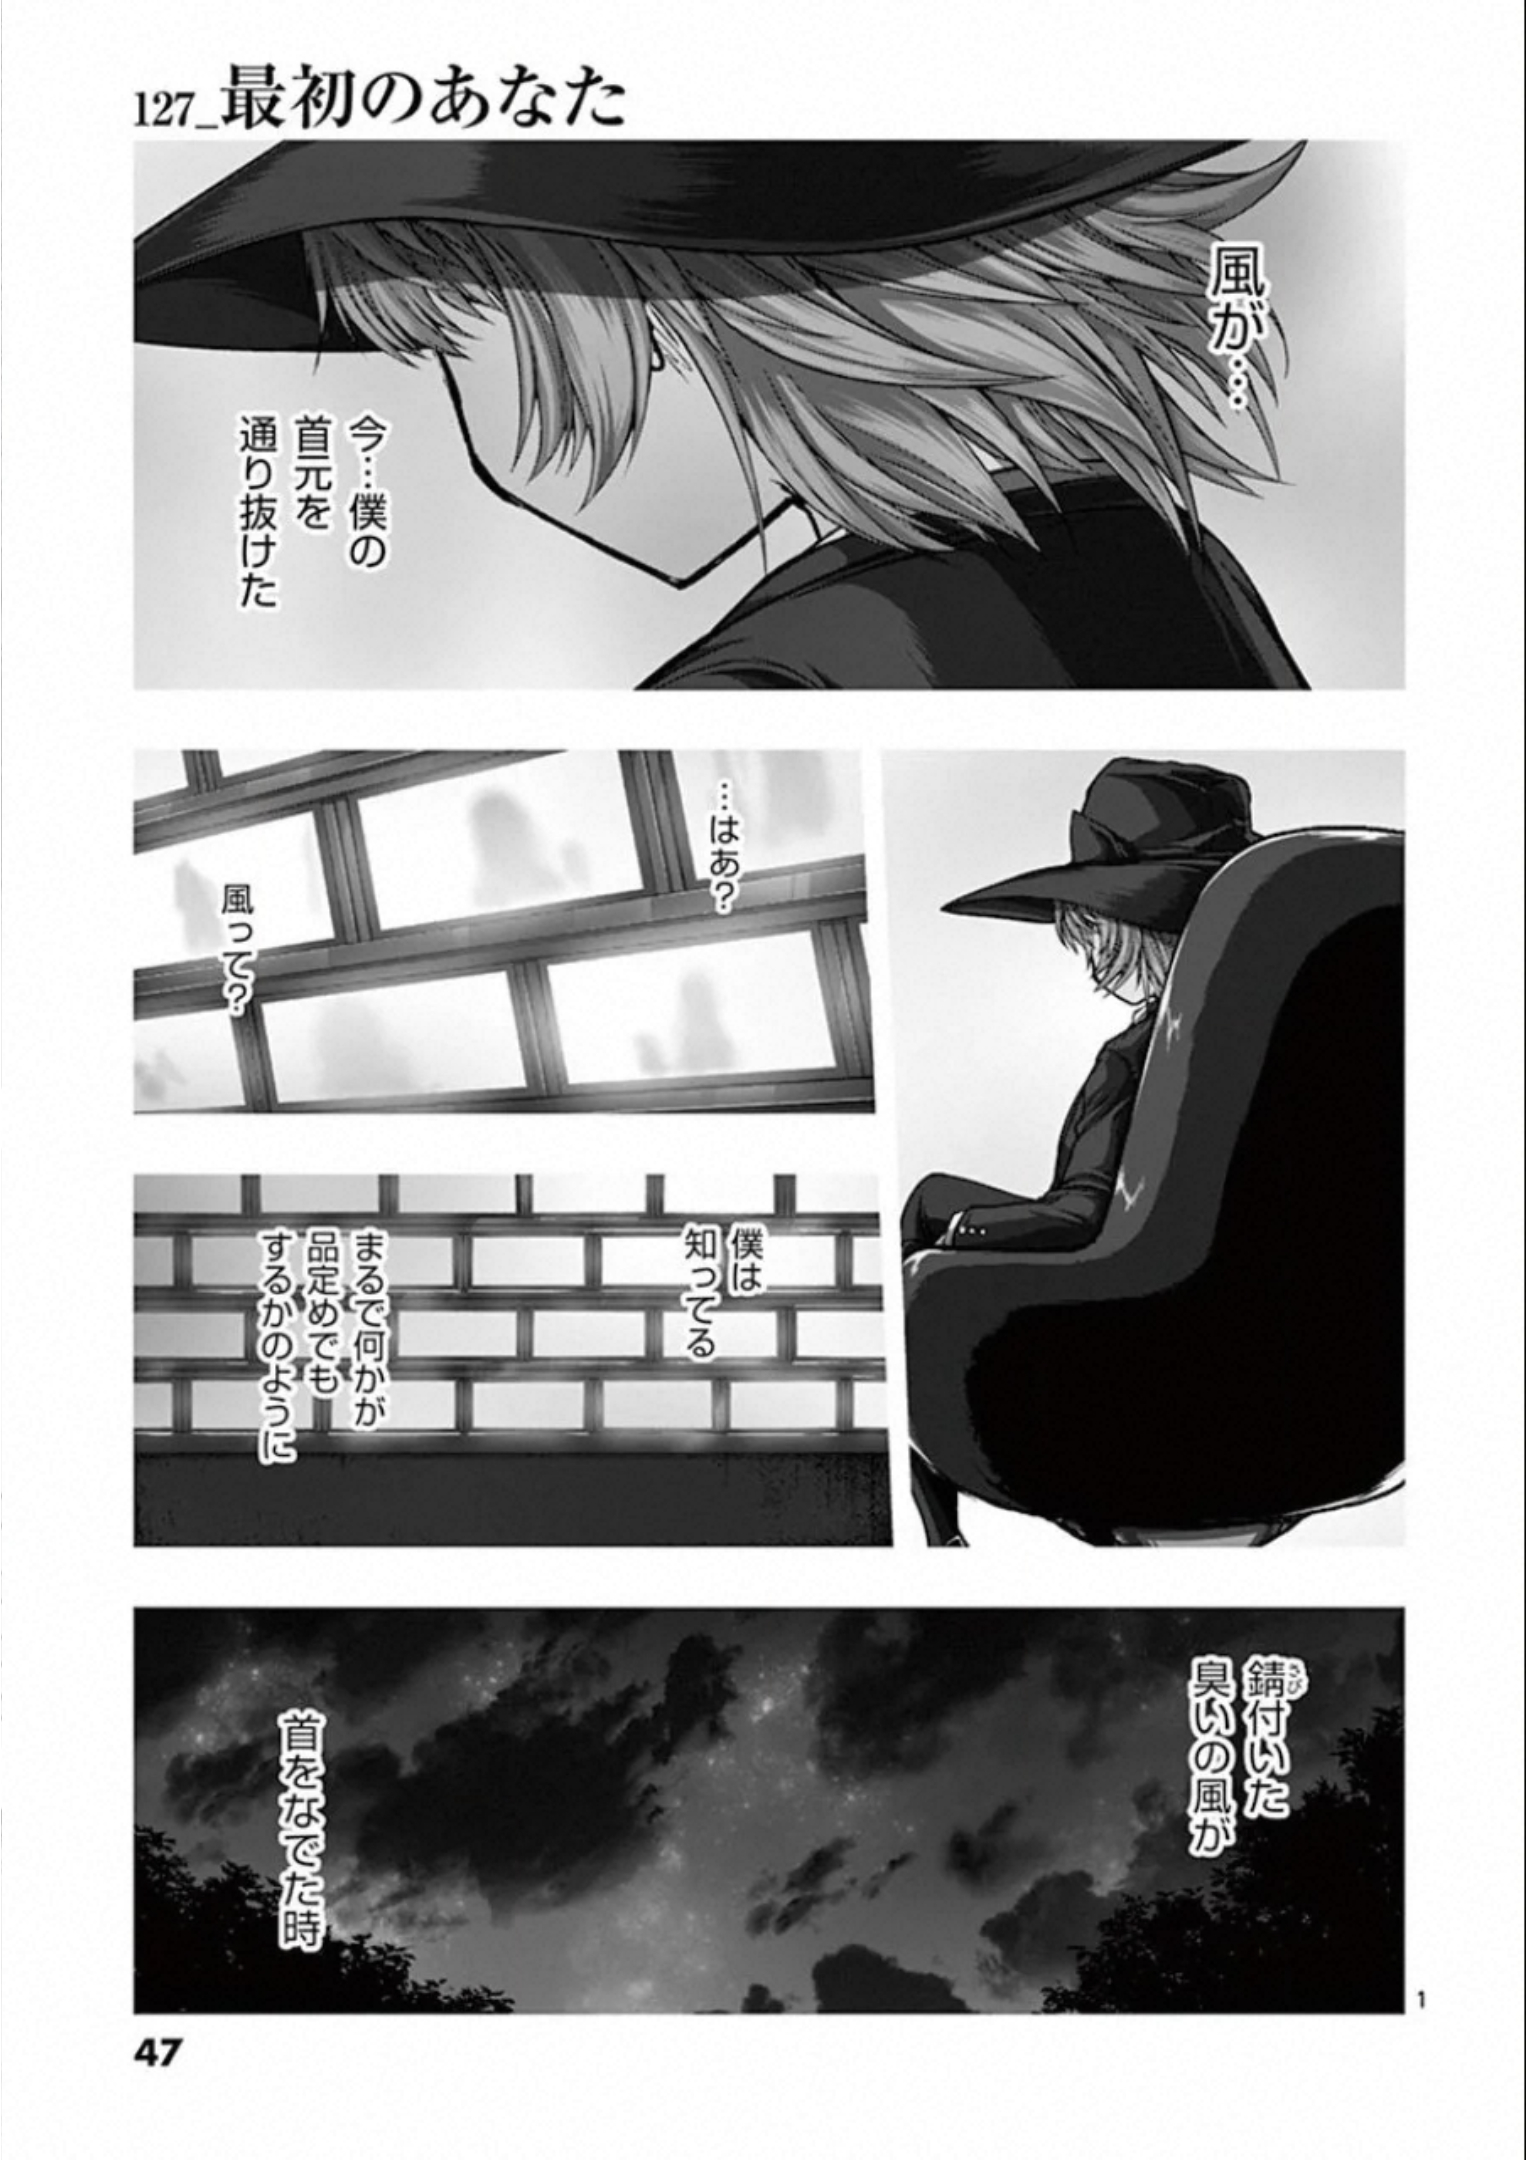 127_最初のあなた
風が…
今…僕の
首元を
通り抜けた
…はあ?
風って?
僕は
知ってる
まるで何かが
品定めでも
するかのように
錆付いた
さび
臭いの風が
首をなでた時
1
47